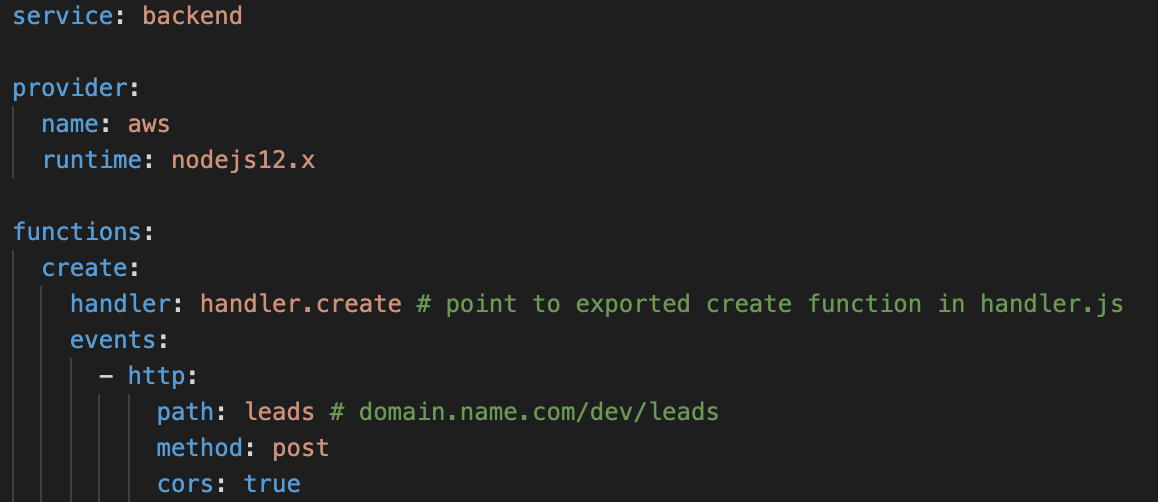 service: backend
provider:
  name: aws
  runtime: nodejs12.x
functions:
  create:
    handler: handler.create # point to exported create function in handler.js
    events:
      - http:
          path: leads # domain.name.com/dev/leads
          method: post
          cors: true